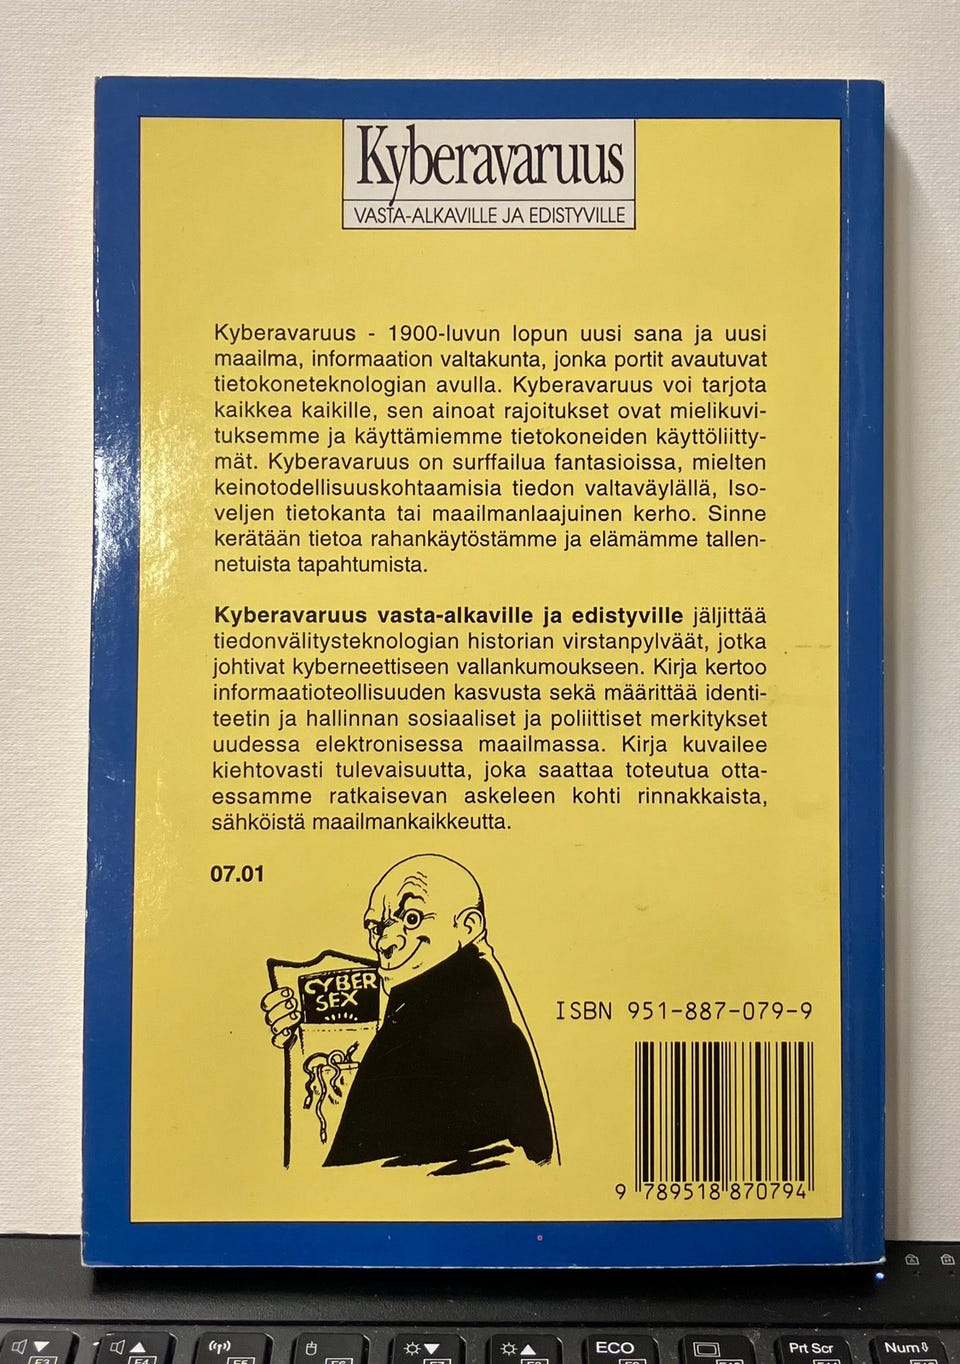 Kyberavaruus
VASTA-ALKAVILLE JA EDISTYVILLE
Kyberavaruus - 1900-luvun lopun uusi sana ja uusi
maailma, informaation valtakunta, jonka portit avautuvat
tietokoneteknologian avulla. Kyberavaruus voi tarjota
kaikkea kaikille, sen ainoat rajoitukset ovat mielikuvi-
tuksemme ja käyttämiemme tietokoneiden käyttöliitty-
mät. Kyberavaruus on surffailua fantasioissa, mielten
keinotodellisuuskohtaamisia tiedon valtaväylällä, Iso-
veljen tietokanta tai maailmanlaajuinen kerho. Sinne
kerätään tietoa rahankäytöstämme ja elämämme tallen-
netuista tapahtumista.
Kyberavaruus vasta-alkaville ja edistyville jäljittää
tiedonvälitysteknologian historian virstanpylväät, jotka
johtivat kyberneettiseen vallankumoukseen. Kirja kertoo
informaatioteollisuuden kasvusta sekä määrittää identi-
teetin ja hallinnan sosiaaliset ja poliittiset merkitykset
uudessa elektronisessa maailmassa. Kirja kuvailee
kiehtovasti tulevaisuutta, joka saattaa toteutua otta-
essamme ratkaisevan askeleen kohti rinnakkaista,
sähköistä maailmankaikkeutta.
07.01
CYBER
SEX
ISBN 951-887-079-9
9 789518 870794
ECO
Prt Scr
Num